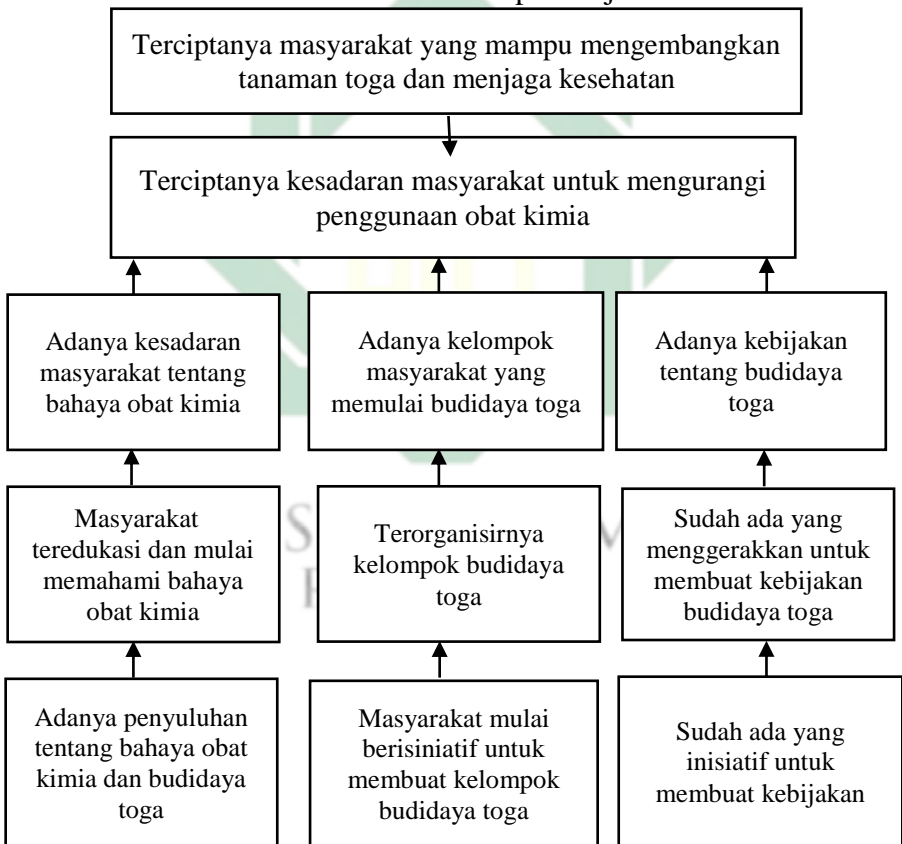 Terciptanya masyarakat yang mampu mengembangkan
tanaman toga dan menjaga kesehatan
Terciptanya kesadaran masyarakat untuk mengurangi
penggunaan obat kimia
Adanya kesadaran
masyarakat tentang
bahaya obat kimia
Adanya kelompok
masyarakat yang
memulai budidaya toga
Adanya kebijakan
tentang budidaya
toga
Masyarakat
teredukasi dan mulai
memahami bahaya
obat kimia
Terorganisirnya
kelompok budidaya
toga
Sudah ada yang
menggerakkan untuk
membuat kebijakan
budidaya toga
Adanya penyuluhan
tentang bahaya obat
kimia dan budidaya
toga
Masyarakat mulai
berisiniatif untuk
membuat kelompok
budidaya toga
Sudah ada yang
inisiatif untuk
membuat kebijakan